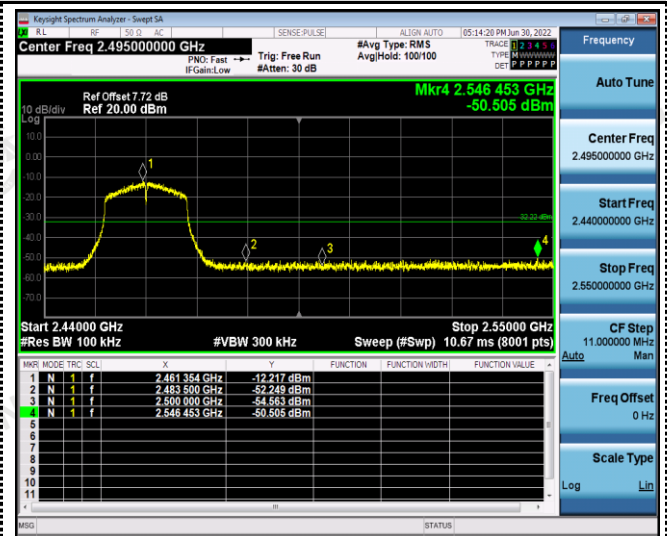 Keysight Spectrum Analyzer - Swept SA
RL RF 50 Ω AC SENSE:PULSE ALIGN AUTO 05:14:20 PM Jun 30, 2022
Center Freq 2.495000000 GHz #Avg Type: RMS TRACE 1 2 3 4 5 6
PNO: Fast Trig: Free Run Avg|Hold: 100/100 TYPE M WWWWW
IFGain:Low #Atten: 30 dB DET P P P P P P
Ref Offset 7.72 dB Mkr4 2.546 453 GHz
10 dB/div Ref 20.00 dBm -50.505 dBm
Log
10.0
0.00
-10.0
-20.0
-30.0
-40.0
-50.0
-60.0
-70.0
1
-32.22 dBm
2
3
4
Start 2.44000 GHz Stop 2.55000 GHz
#Res BW 100 kHz #VBW 300 kHz Sweep (#Swp) 10.67 ms (8001 pts)
MKR MODE TRC SCL X Y FUNCTION FUNCTION WIDTH FUNCTION VALUE
1 N 1 f 2.461 354 GHz -12.217 dBm
2 N 1 f 2.483 500 GHz -52.249 dBm
3 N 1 f 2.500 000 GHz -54.563 dBm
4 N 1 f 2.546 453 GHz -50.505 dBm
5
6
7
8
9
10
11
MSG STATUS
Frequency
Auto Tune
Center Freq
2.495000000 GHz
Start Freq
2.440000000 GHz
Stop Freq
2.550000000 GHz
CF Step
11.000000 MHz
Auto Man
Freq Offset
0 Hz
Scale Type
Log Lin